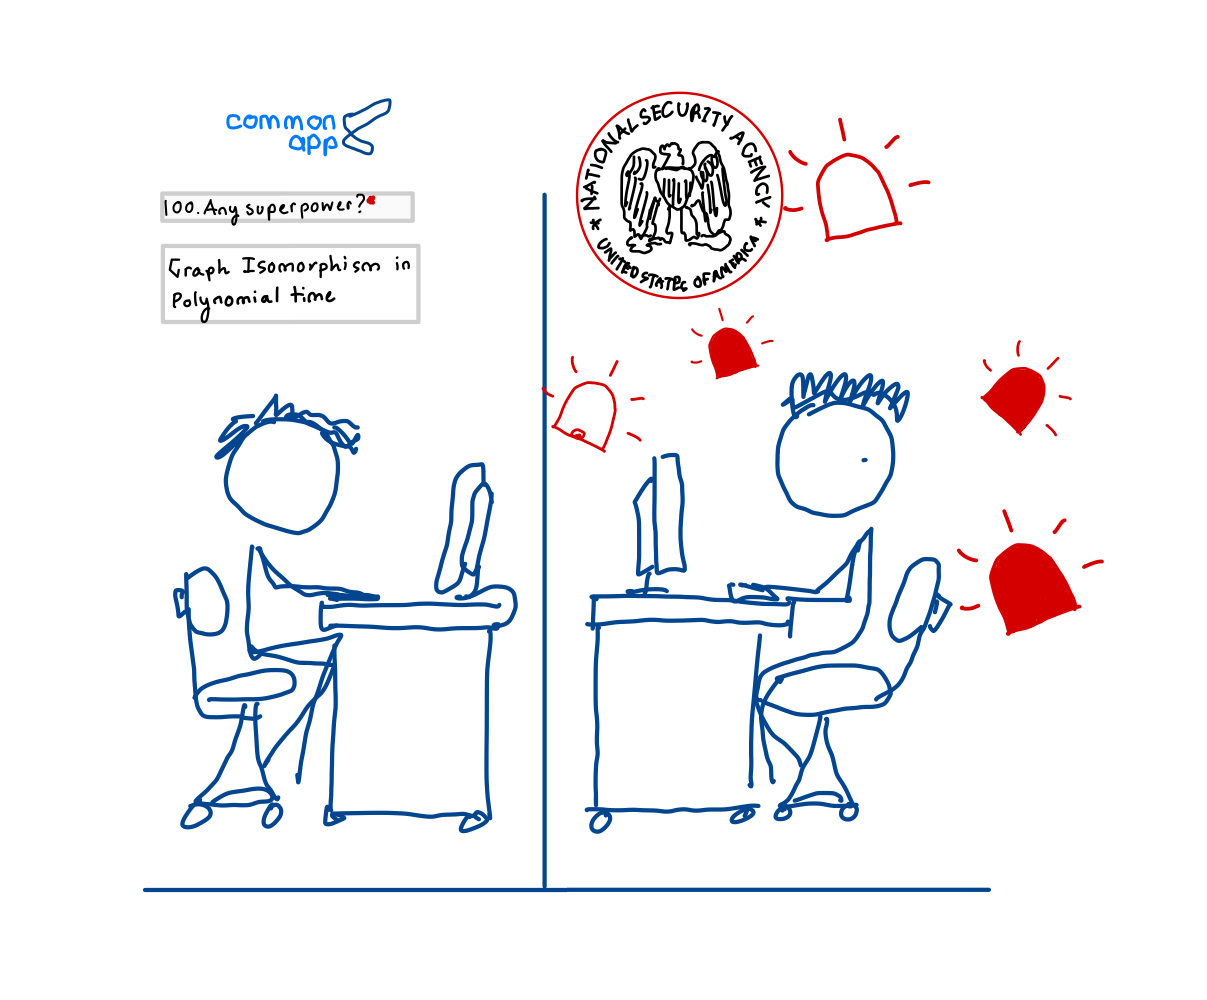 common
app
100. Any superpower?
Graph Isomorphism in
Polynomial time
* NATIONAL SECURITY AGENCY *
UNITED STATES OF AMERICA